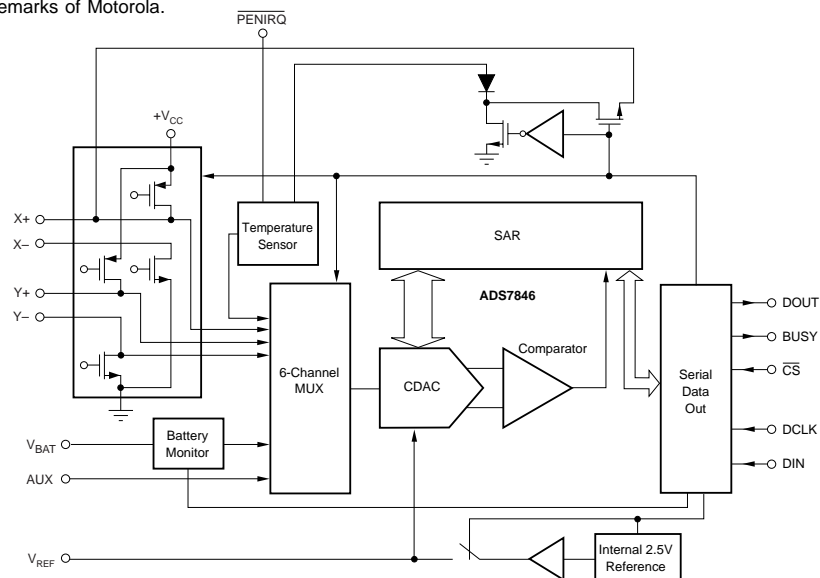 emarks of Motorola.
PENIRQ
+VCC
X+
X–
Y+
Y–
Temperature
Sensor
SAR
ADS7846
6-Channel
MUX
CDAC
Comparator
Serial
Data
Out
DOUT
BUSY
CS
DCLK
DIN
VBAT
Battery
Monitor
AUX
VREF
Internal 2.5V
Reference